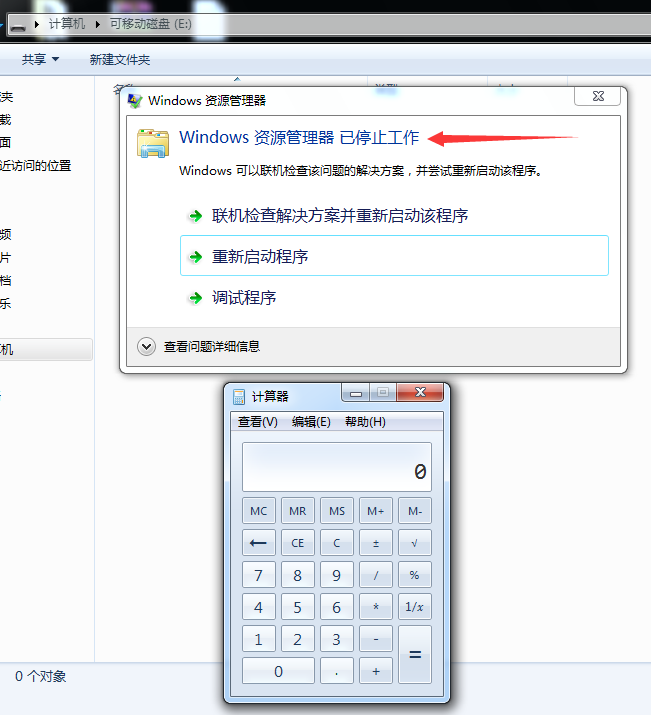 计算机 可移动磁盘 (E:)
共享 新建文件夹
Windows 资源管理器
Windows 资源管理器 已停止工作
Windows 可以联机检查该问题的解决方案，并尝试重新启动该程序。
联机检查解决方案并重新启动该程序
重新启动程序
调试程序
查看问题详细信息
夹
载
面
近访问的位置
频
片
档
乐
机
计算器
查看(V) 编辑(E) 帮助(H)
0
MC MR MS M+ M-
← CE C ± √
7 8 9 / %
4 5 6 * 1/x
1 2 3 - =
0 . +
0 个对象